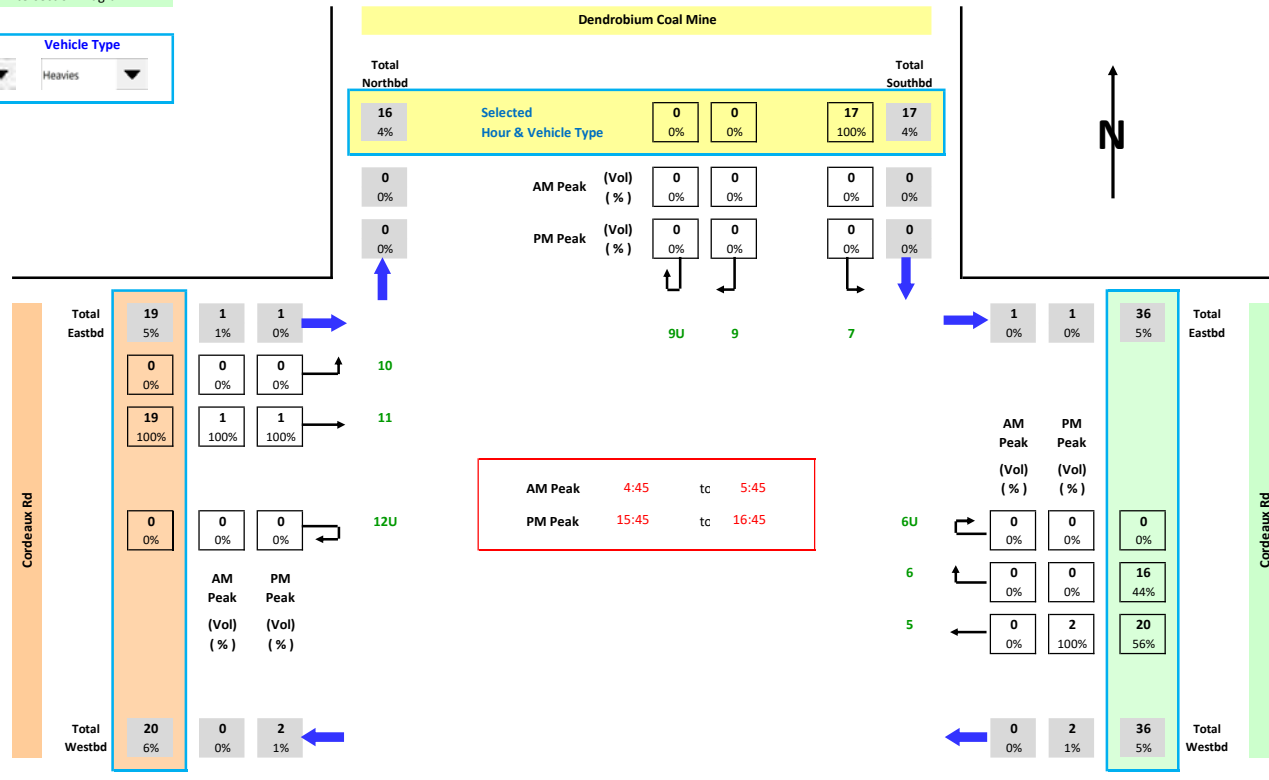 Dendrobium Coal Mine
Vehicle Type
Heavies
Total Northbd
Total Southbd
16 4%
Selected Hour & Vehicle Type
0 0%
0 0%
17 100%
17 4%
N
0 0%
AM Peak (Vol) ( % )
0 0%
0 0%
0 0%
0 0%
0 0%
PM Peak (Vol) ( % )
0 0%
0 0%
0 0%
0 0%
9U 9 7
Cordeaux Rd
Total Eastbd
19 5%
1 1%
1 0%
0 0%
0 0%
0 0%
10
19 100%
1 100%
1 100%
11
0 0%
0 0%
0 0%
12U
AM Peak (Vol) ( % )
PM Peak (Vol) ( % )
Total Westbd
20 6%
0 0%
2 1%
AM Peak 4:45 to 5:45
PM Peak 15:45 to 16:45
1 0%
1 0%
36 5%
Total Eastbd
AM Peak (Vol) ( % )
PM Peak (Vol) ( % )
6U
0 0%
0 0%
0 0%
6
0 0%
0 0%
16 44%
5
0 0%
2 100%
20 56%
0 0%
2 1%
36 5%
Total Westbd
Cordeaux Rd